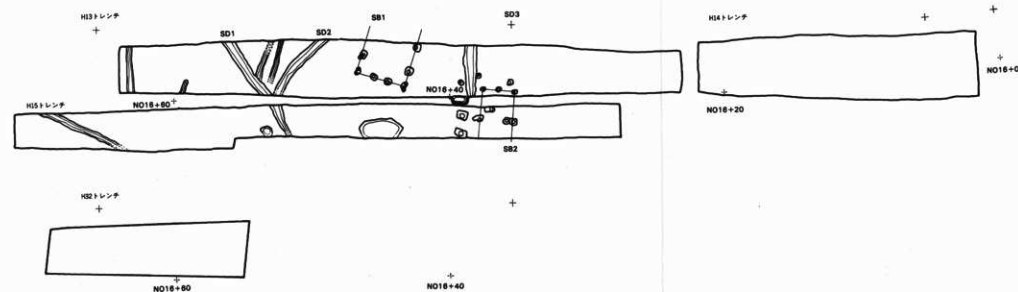 H13トレンチ
SD1
SD2
SB1
SD3
H14トレンチ
NO16+0
NO16+60
NO16+40
NO16+20
H15トレンチ
SB2
H32トレンチ
NO16+60
NO16+40